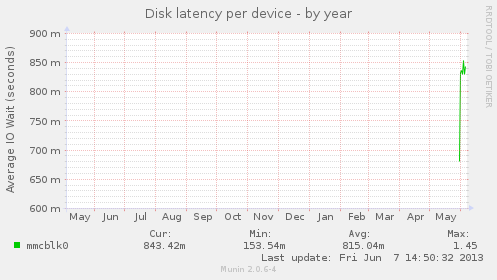 Disk latency per device - by year
RRDTOOL / TOBI OETIKER
Average IO Wait (seconds)
900 m
850 m
800 m
750 m
700 m
650 m
600 m
May Jun Jul Aug Sep Oct Nov Dec Jan Feb Mar Apr May
Cur: Min: Avg: Max:
mmcblk0 843.42m 153.54m 815.04m 1.45
Last update: Fri Jun 7 14:50:32 2013
Munin 2.0.6-4